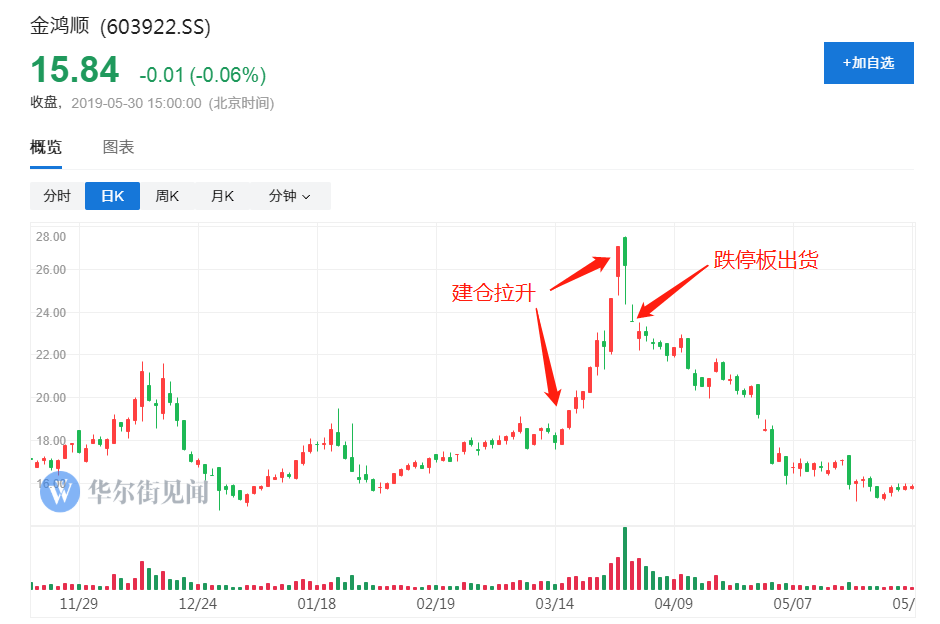 金鸿顺 (603922.SS)
15.84 -0.01 (-0.06%)
+加自选
收盘, 2019-05-30 15:00:00 (北京时间)
概览 图表
分时 日K 周K 月K 分钟
28.00
26.00
24.00
22.00
20.00
18.00
16.00
跌停板出货
建仓拉升
W 华尔街见闻
11/29 12/24 01/18 02/19 03/14 04/09 05/07 05/